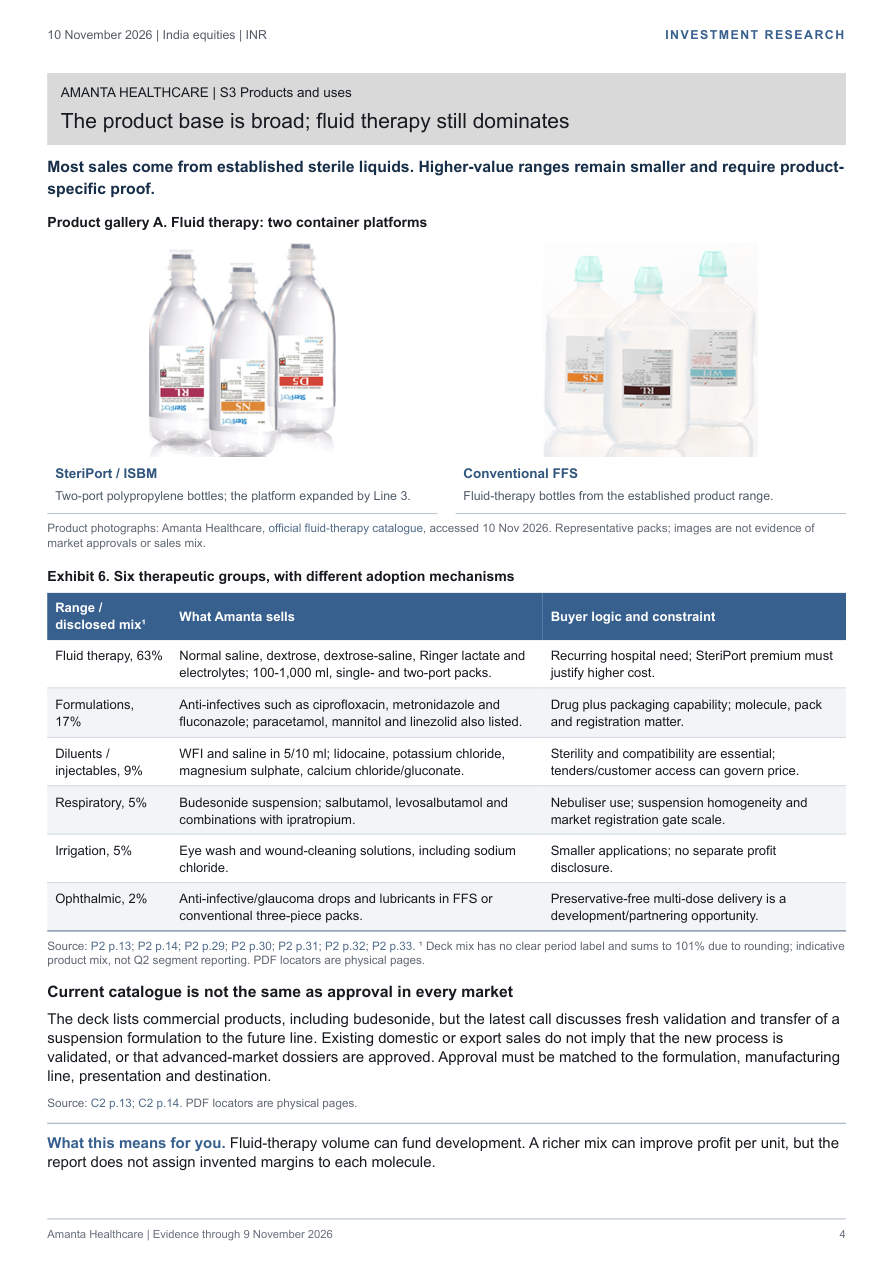 10 November 2026 | India equities | INR
INVESTMENT RESEARCH
AMANTA HEALTHCARE | S3 Products and uses
The product base is broad; fluid therapy still dominates
Most sales come from established sterile liquids. Higher-value ranges remain smaller and require product-
specific proof.
Product gallery A. Fluid therapy: two container platforms
RL
NS
D5
SteriPort
SteriPort
SteriPort
NS
RL
WFI
SteriPort / ISBM
Two-port polypropylene bottles; the platform expanded by Line 3.
Conventional FFS
Fluid-therapy bottles from the established product range.
Product photographs: Amanta Healthcare, official fluid-therapy catalogue, accessed 10 Nov 2026. Representative packs; images are not evidence of
market approvals or sales mix.
Exhibit 6. Six therapeutic groups, with different adoption mechanisms
Range /
disclosed mix¹
What Amanta sells
Buyer logic and constraint
Fluid therapy, 63%
Normal saline, dextrose, dextrose-saline, Ringer lactate and
electrolytes; 100-1,000 ml, single- and two-port packs.
Recurring hospital need; SteriPort premium must
justify higher cost.
Formulations,
17%
Anti-infectives such as ciprofloxacin, metronidazole and
fluconazole; paracetamol, mannitol and linezolid also listed.
Drug plus packaging capability; molecule, pack
and registration matter.
Diluents /
injectables, 9%
WFI and saline in 5/10 ml; lidocaine, potassium chloride,
magnesium sulphate, calcium chloride/gluconate.
Sterility and compatibility are essential;
tenders/customer access can govern price.
Respiratory, 5%
Budesonide suspension; salbutamol, levosalbutamol and
combinations with ipratropium.
Nebuliser use; suspension homogeneity and
market registration gate scale.
Irrigation, 5%
Eye wash and wound-cleaning solutions, including sodium
chloride.
Smaller applications; no separate profit
disclosure.
Ophthalmic, 2%
Anti-infective/glaucoma drops and lubricants in FFS or
conventional three-piece packs.
Preservative-free multi-dose delivery is a
development/partnering opportunity.
Source: P2 p.13; P2 p.14; P2 p.29; P2 p.30; P2 p.31; P2 p.32; P2 p.33. ¹ Deck mix has no clear period label and sums to 101% due to rounding; indicative
product mix, not Q2 segment reporting. PDF locators are physical pages.
Current catalogue is not the same as approval in every market
The deck lists commercial products, including budesonide, but the latest call discusses fresh validation and transfer of a
suspension formulation to the future line. Existing domestic or export sales do not imply that the new process is
validated, or that advanced-market dossiers are approved. Approval must be matched to the formulation, manufacturing
line, presentation and destination.
Source: C2 p.13; C2 p.14. PDF locators are physical pages.
What this means for you. Fluid-therapy volume can fund development. A richer mix can improve profit per unit, but the
report does not assign invented margins to each molecule.
Amanta Healthcare | Evidence through 9 November 2026
4